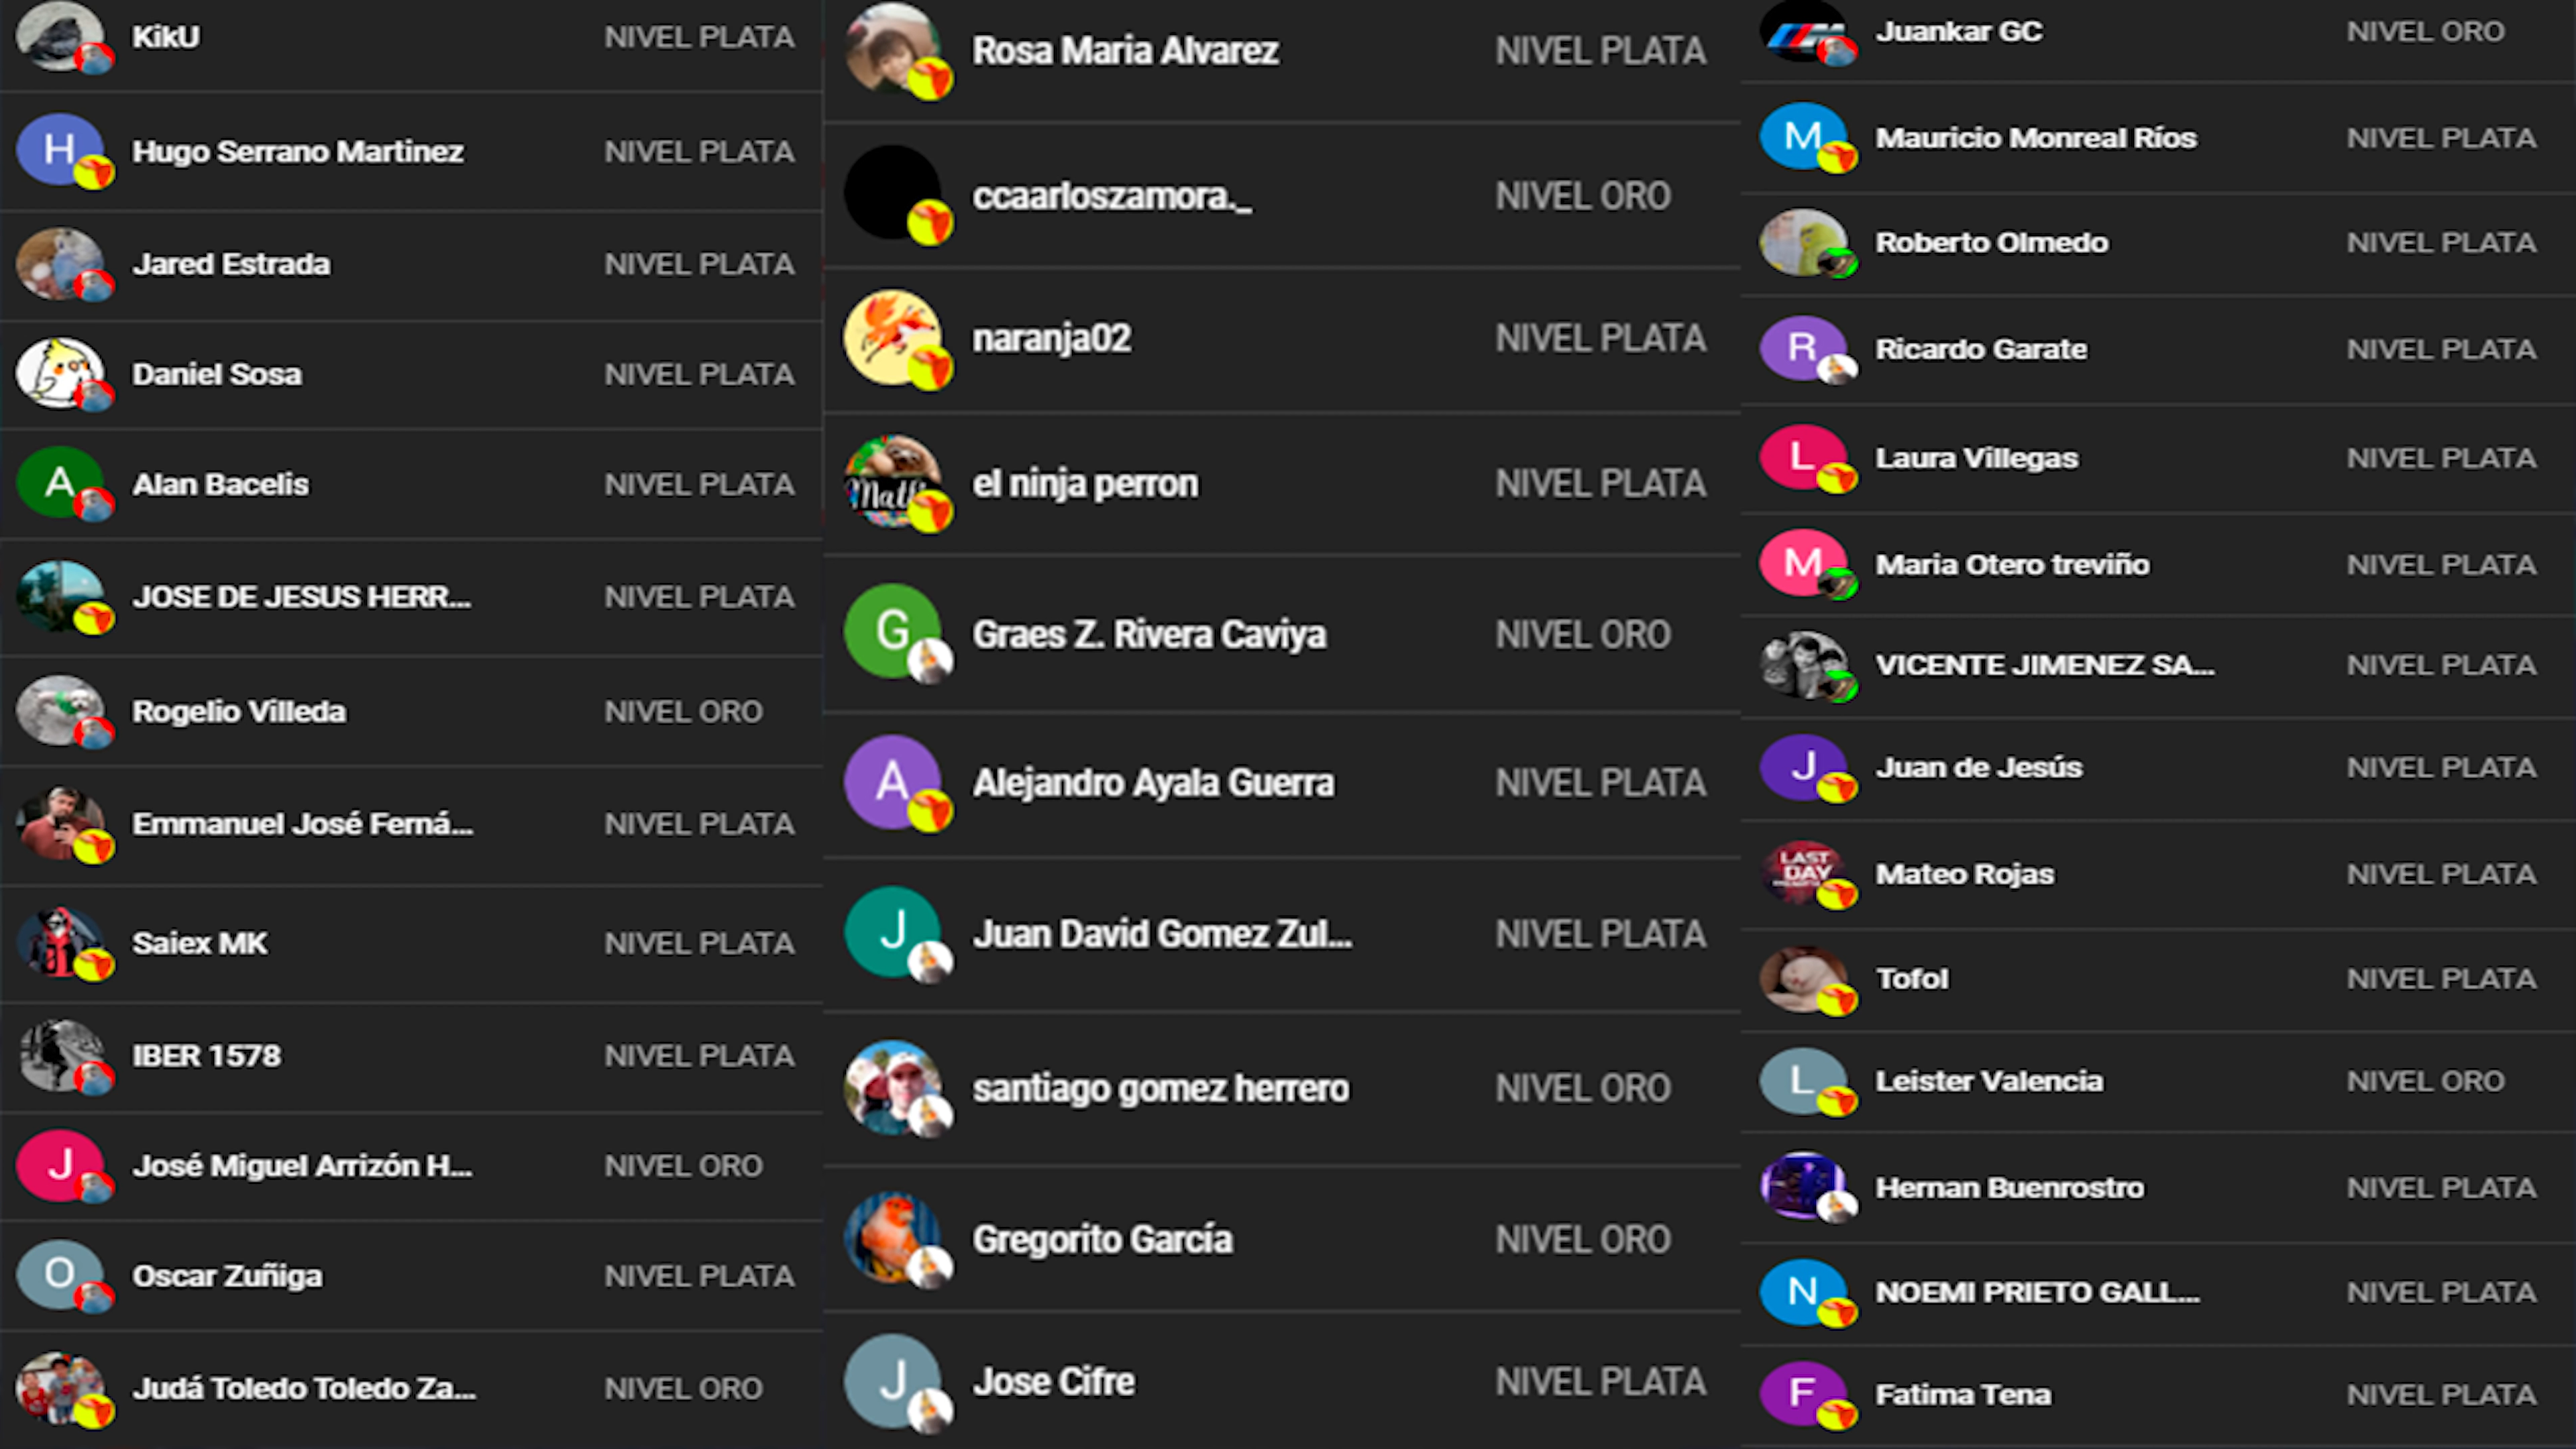 KikU NIVEL PLATA
H Hugo Serrano Martinez NIVEL PLATA
Jared Estrada NIVEL PLATA
Daniel Sosa NIVEL PLATA
A Alan Bacelis NIVEL PLATA
JOSE DE JESUS HERR... NIVEL PLATA
Rogelio Villeda NIVEL ORO
Emmanuel José Ferná... NIVEL PLATA
Saiex MK NIVEL PLATA
IBER 1578 NIVEL PLATA
J José Miguel Arrizón H... NIVEL ORO
O Oscar Zuñiga NIVEL PLATA
Judá Toledo Toledo Za... NIVEL ORO
Rosa Maria Alvarez NIVEL PLATA
ccaarloszamora._ NIVEL ORO
naranja02 NIVEL PLATA
el ninja perron NIVEL PLATA
G Graes Z. Rivera Caviya NIVEL ORO
A Alejandro Ayala Guerra NIVEL PLATA
J Juan David Gomez Zul... NIVEL PLATA
santiago gomez herrero NIVEL ORO
Gregorito García NIVEL ORO
J Jose Cifre NIVEL PLATA
Juankar GC NIVEL ORO
M Mauricio Monreal Ríos NIVEL PLATA
Roberto Olmedo NIVEL PLATA
R Ricardo Garate NIVEL PLATA
L Laura Villegas NIVEL PLATA
M Maria Otero treviño NIVEL PLATA
VICENTE JIMENEZ SA... NIVEL PLATA
J Juan de Jesús NIVEL PLATA
LAST
DAY
Mateo Rojas NIVEL PLATA
Tofol NIVEL PLATA
L Leister Valencia NIVEL ORO
Hernan Buenrostro NIVEL PLATA
N NOEMI PRIETO GALL... NIVEL PLATA
F Fatima Tena NIVEL PLATA